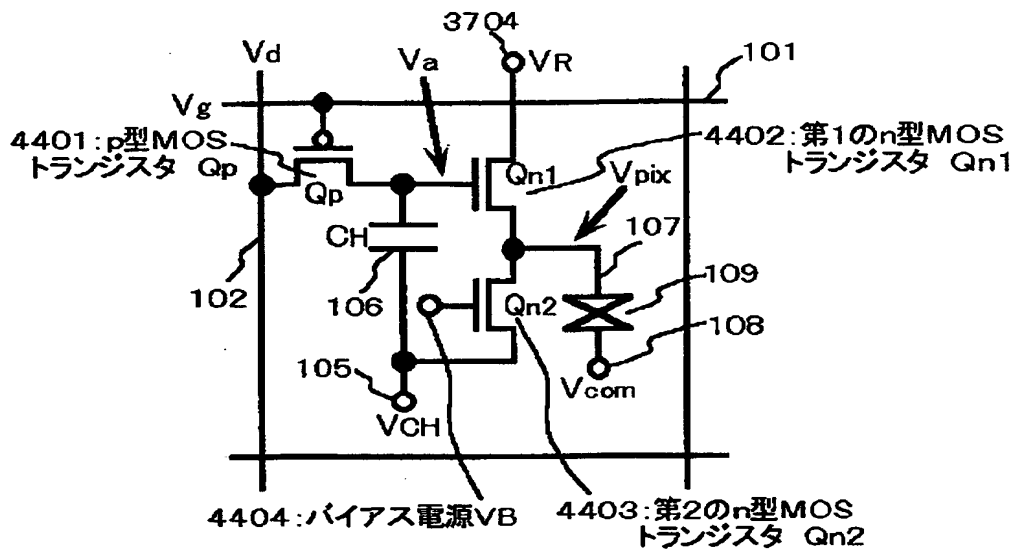 3704
Vd
Va
VR
101
Vg
4401:p型MOS
トランジスタ Qp
4402:第1のn型MOS
トランジスタ Qn1
Qp
Qn1
Vpix
CH
107
109
102
106
Qn2
108
105
Vcom
VCH
4404:バイアス電源VB
4403:第2のn型MOS
トランジスタ Qn2